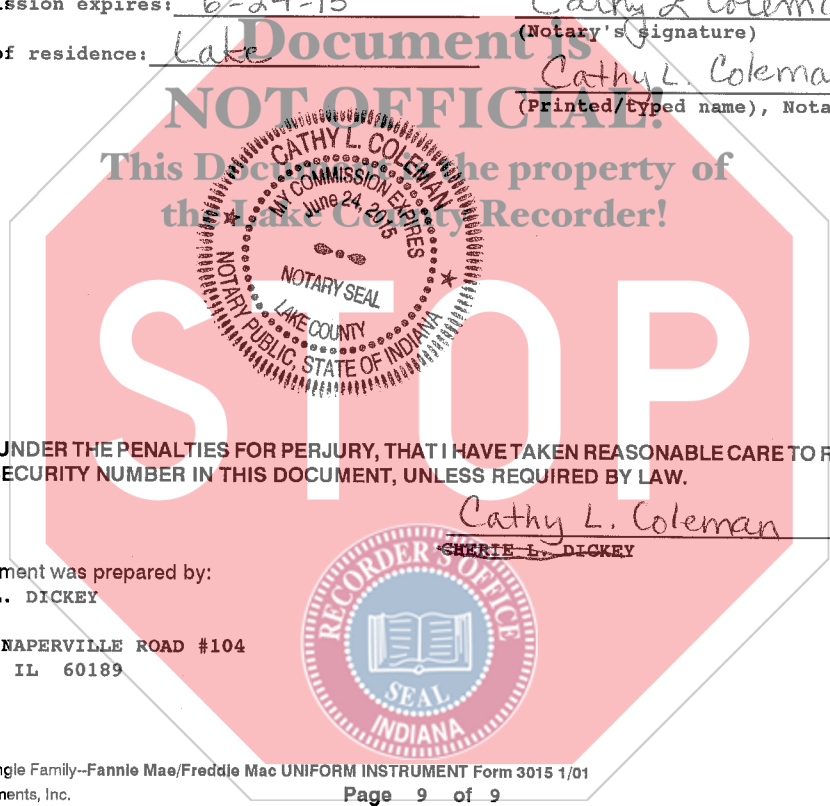 ssion expires: 6-24-15
Cathy L Colema
(Notary's signature)
of residence: Lake
Cathy L. Colema
(Printed/typed name), Nota
Document is
NOT OFFICIAL!
This Document is the property of
the Lake County Recorder!
CATHY L. COLEMAN
MY COMMISSION EXPIRES
June 24, 2015
NOTARY SEAL
LAKE COUNTY
NOTARY PUBLIC, STATE OF INDIANA
STOP
UNDER THE PENALTIES FOR PERJURY, THAT I HAVE TAKEN REASONABLE CARE TO R
ECURITY NUMBER IN THIS DOCUMENT, UNLESS REQUIRED BY LAW.
Cathy L. Coleman
CHERIE L. DICKEY
ment was prepared by:
. DICKEY
NAPERVILLE ROAD #104
IL 60189
RECORDER'S OFFICE
SEAL
INDIANA
ngle Family--Fannie Mae/Freddie Mac UNIFORM INSTRUMENT Form 3015 1/01
ments, Inc.
Page 9 of 9